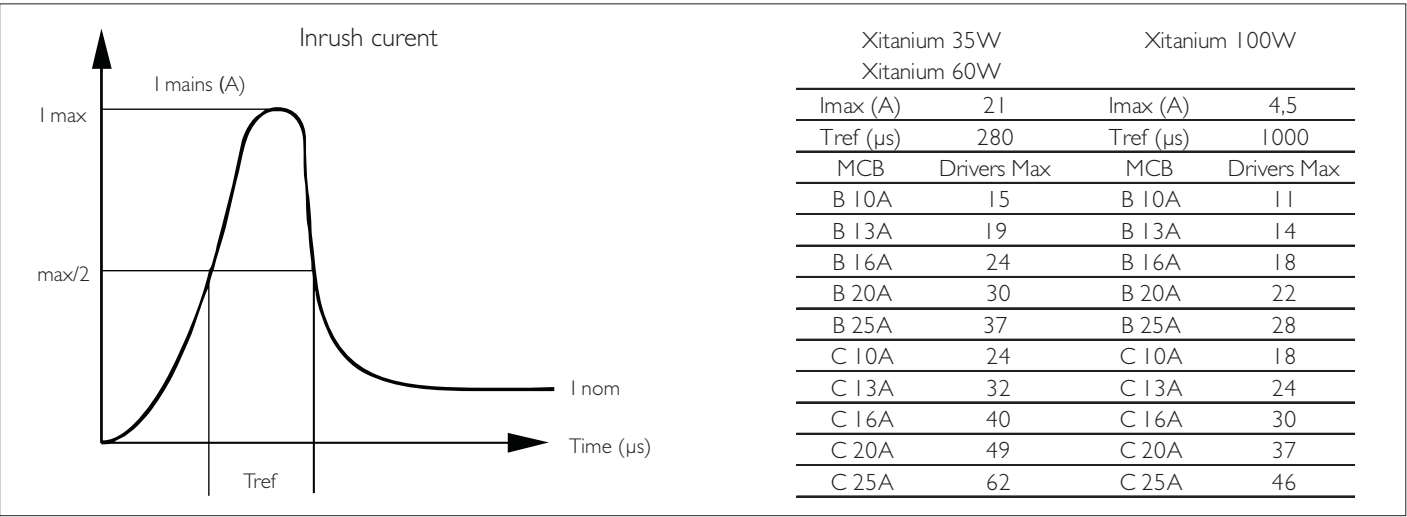 Inrush curent
I mains (A)
I max
max/2
I nom
Time (µs)
Tref
Xitanium 35W Xitanium 100W
Xitanium 60W
Imax (A) 21 Imax (A) 4,5
Tref (µs) 280 Tref (µs) 1000
MCB Drivers Max MCB Drivers Max
B 10A 15 B 10A 11
B 13A 19 B 13A 14
B 16A 24 B 16A 18
B 20A 30 B 20A 22
B 25A 37 B 25A 28
C 10A 24 C 10A 18
C 13A 32 C 13A 24
C 16A 40 C 16A 30
C 20A 49 C 20A 37
C 25A 62 C 25A 46